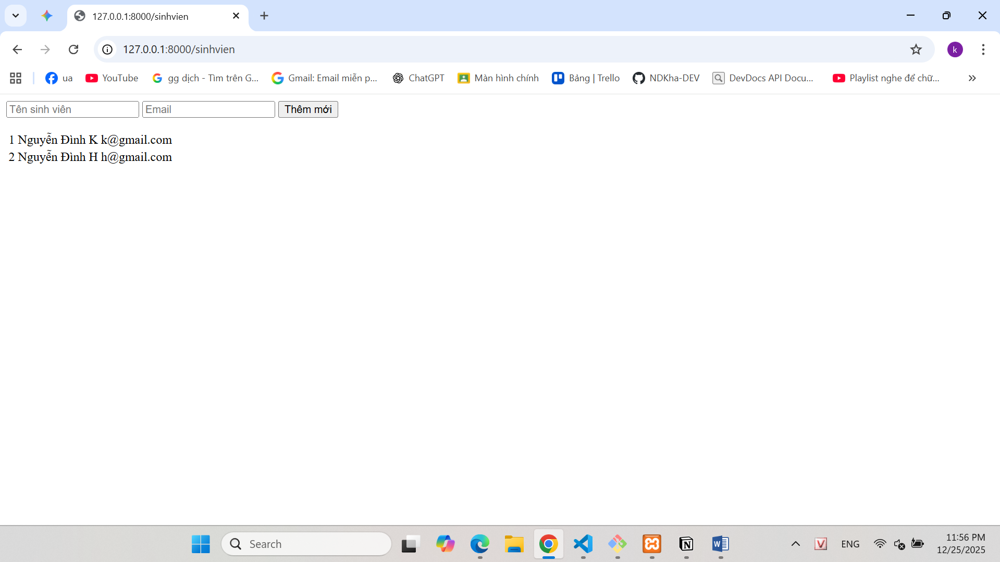 127.0.0.1:8000/sinhvien
127.0.0.1:8000/sinhvien
k
ua
YouTube
gg dịch - Tìm trên G...
Gmail: Email miễn p...
ChatGPT
Màn hình chính
Bảng | Trello
NDKha-DEV
DevDocs API Docu...
Playlist nghe để chữ...
Tên sinh viên Email Thêm mới
1 Nguyễn Đình K k@gmail.com
2 Nguyễn Đình H h@gmail.com
Search
ENG
11:56 PM
12/25/2025